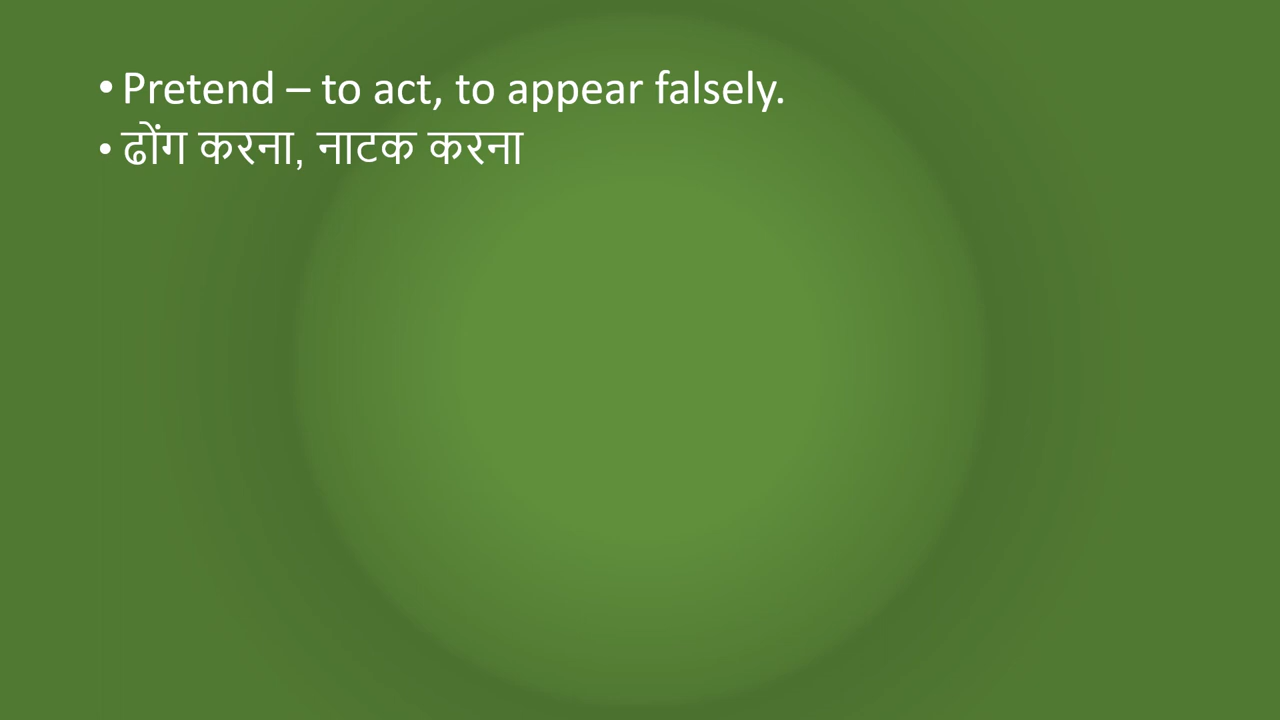 • Pretend – to act, to appear falsely.
• ढोंग करना, नाटक करना